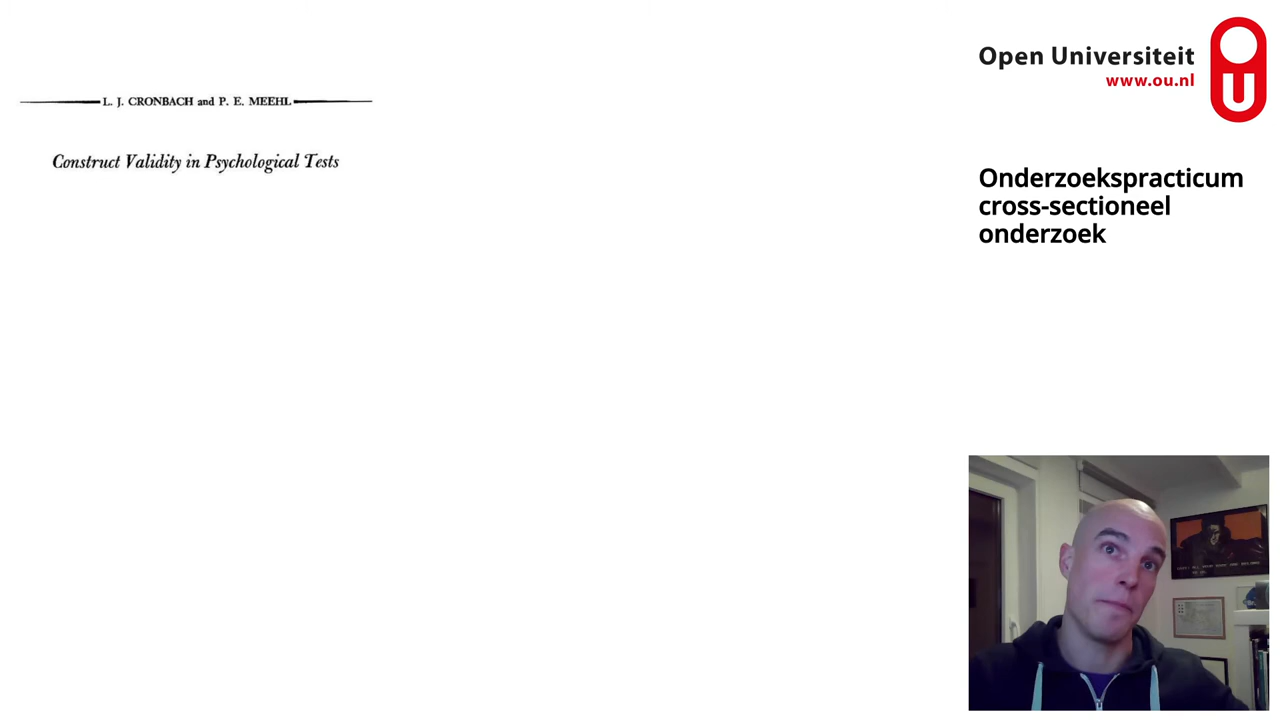 L. J. CRONBACH and P. E. MEEHL
Construct Validity in Psychological Tests
Open Universiteit
www.ou.nl
Onderzoekspracticum
cross-sectioneel
onderzoek